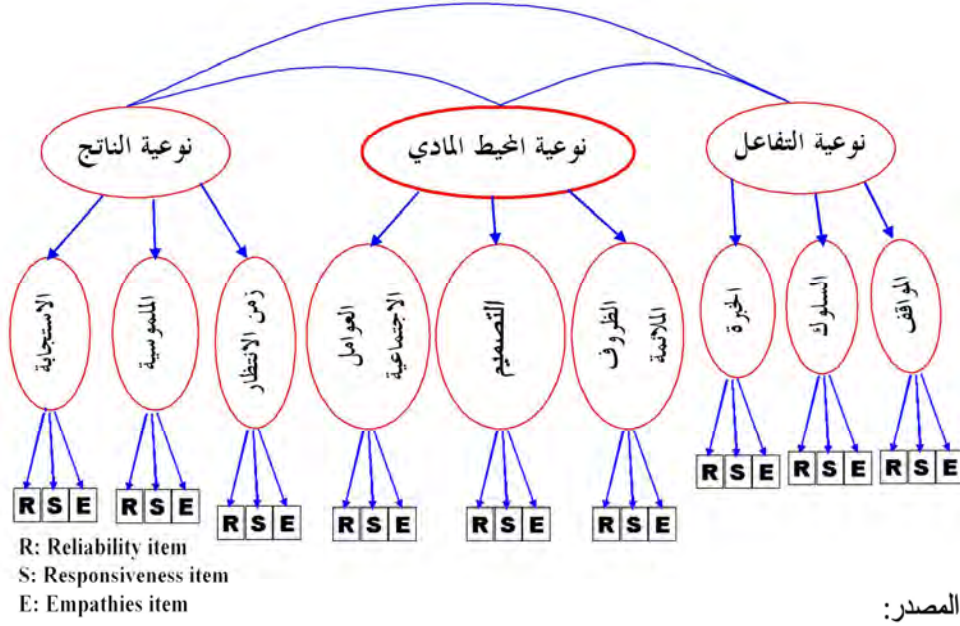 نوعية التفاعل
نوعية المحيط المادي
نوعية الناتج
المواقف
السلوك
الخبرة
الظروف
الملائمة
التصميم
العوامل
الاجتماعية
زمن الانتظار
الملموسية
الاستجابة
R S E
R S E
R S E
R S E
R S E
R S E
R S E
R S E
R S E
R: Reliability item
S: Responsiveness item
E: Empathies item
المصدر: